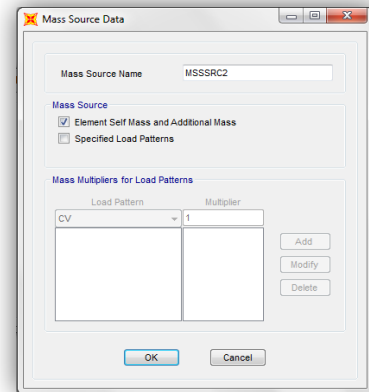 Mass Source Data
Mass Source Name MSSSRC2
Mass Source
Element Self Mass and Additional Mass
Specified Load Patterns
Mass Multipliers for Load Patterns
Load Pattern Multiplier
CV 1
Add
Modify
Delete
OK Cancel